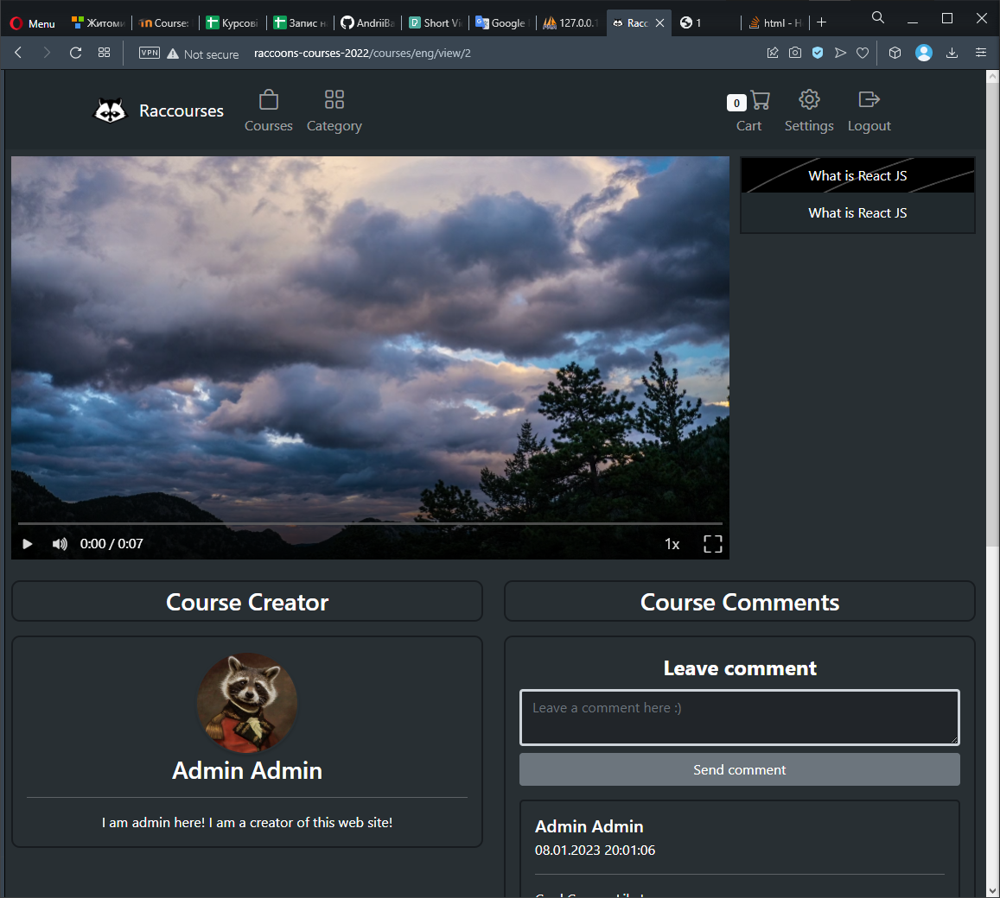 Menu
Житоми
Course:
Курсові
Запис н
AndriiBa
Short Vi
Google
127.0.0.1
Racc
1
html - H
VPN
Not secure
raccoons-courses-2022/courses/eng/view/2
Raccourses
Courses
Category
0
Cart
Settings
Logout
What is React JS
What is React JS
0:00 / 0:07
1x
Course Creator
Course Comments
Admin Admin
I am admin here! I am a creator of this web site!
Leave comment
Leave a comment here :)
Send comment
Admin Admin
08.01.2023 20:01:06